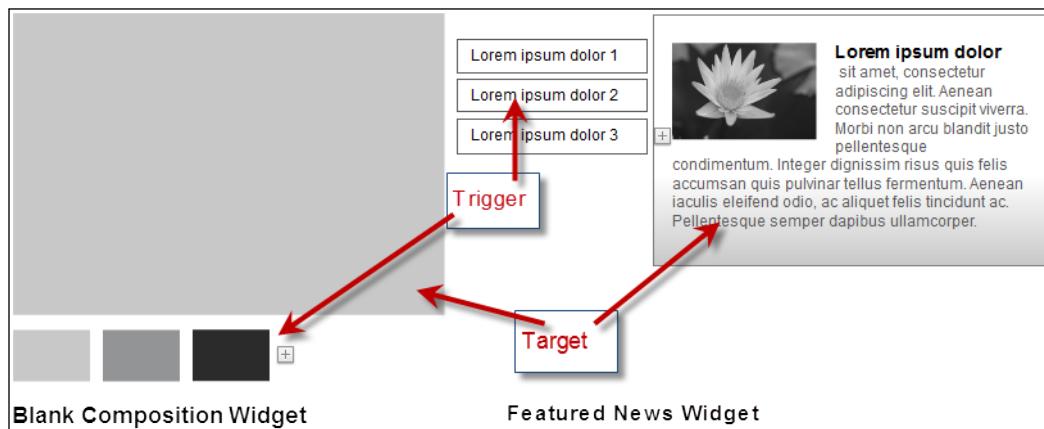 Lorem ipsum dolor 1
Lorem ipsum dolor 2
Lorem ipsum dolor 3
Lorem ipsum dolor
sit amet, consectetur
adipiscing elit. Aenean
consectetur suscipit viverra.
Morbi non arcu blandit justo
pellentesque
condimentum. Integer dignissim risus quis felis
accumsan quis pulvinar tellus fermentum. Aenean
iaculis eleifend odio, ac aliquet felis tincidunt ac.
Pellentesque semper dapibus ullamcorper.
Trigger
Target
Blank Composition Widget
Featured News Widget